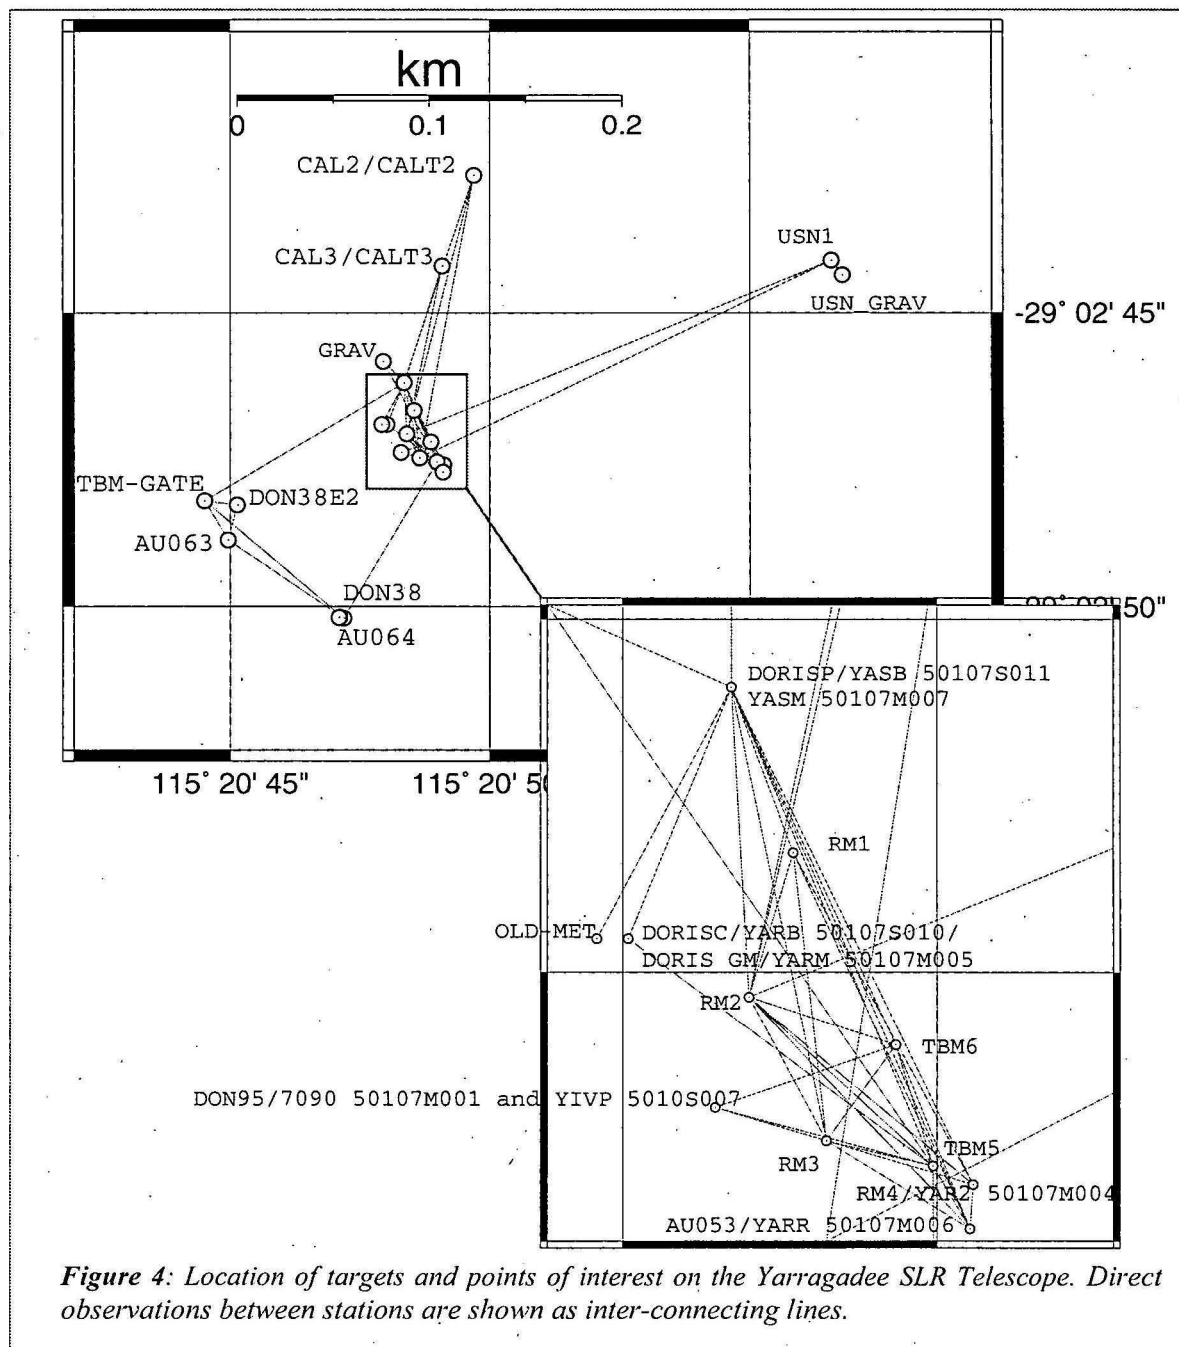 km
0 0.1 0.2
CAL2/CALT2
CAL3/CALT3
USN1
USN_GRAV
-29° 02' 45"
GRAV
TBM-GATE
DON38E2
AU063
DON38
AU064
50"
115° 20' 45" 115° 20' 50
DORISP/YASB 50107S011
YASM 50107M007
RM1
OLD-MET
DORISC/YARB 50107S010/
DORIS GM/YARM 50107M005
RM2
TBM6
DON95/7090 50107M001 and YIVP 5010S007
TBM5
RM3
RM4/YAR2 50107M004
AU053/YARR 50107M006
Figure 4: Location of targets and points of interest on the Yarragadee SLR Telescope. Direct
observations between stations are shown as inter-connecting lines.